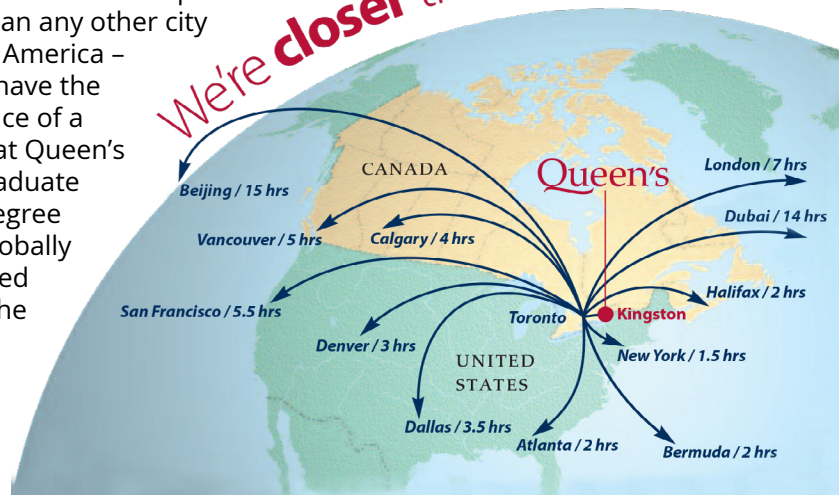 an any other city
America –
have the
ce of a
at Queen's
aduate
egree
obally
ed
he
We're closer
CANADA
Queen's
London / 7 hrs
Beijing / 15 hrs
Dubai / 14 hrs
Vancouver / 5 hrs
Calgary / 4 hrs
Halifax / 2 hrs
San Francisco / 5.5 hrs
Toronto
Kingston
Denver / 3 hrs
New York / 1.5 hrs
UNITED
STATES
Dallas / 3.5 hrs
Atlanta / 2 hrs
Bermuda / 2 hrs